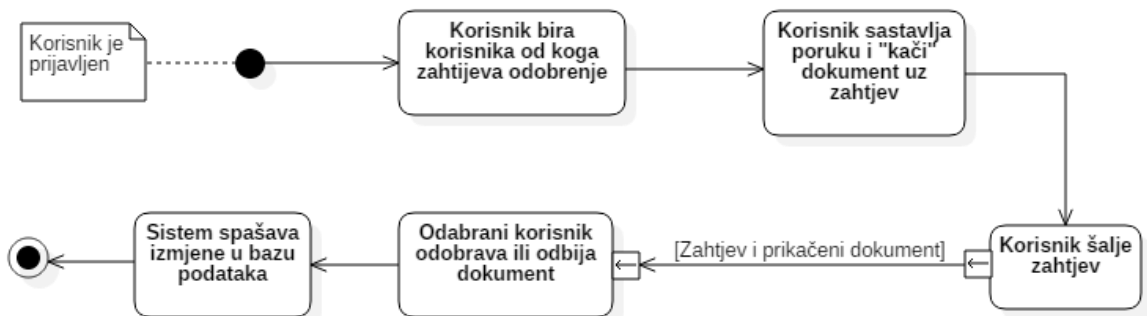 Korisnik je
prijavljen
Korisnik bira
korisnika od koga
zahtijeva odobrenje
Korisnik sastavlja
poruku i "kači"
dokument uz
zahtjev
Korisnik šalje
zahtjev
[Zahtjev i prikačeni dokument]
Odabrani korisnik
odobrava ili odbija
dokument
Sistem spašava
izmjene u bazu
podataka